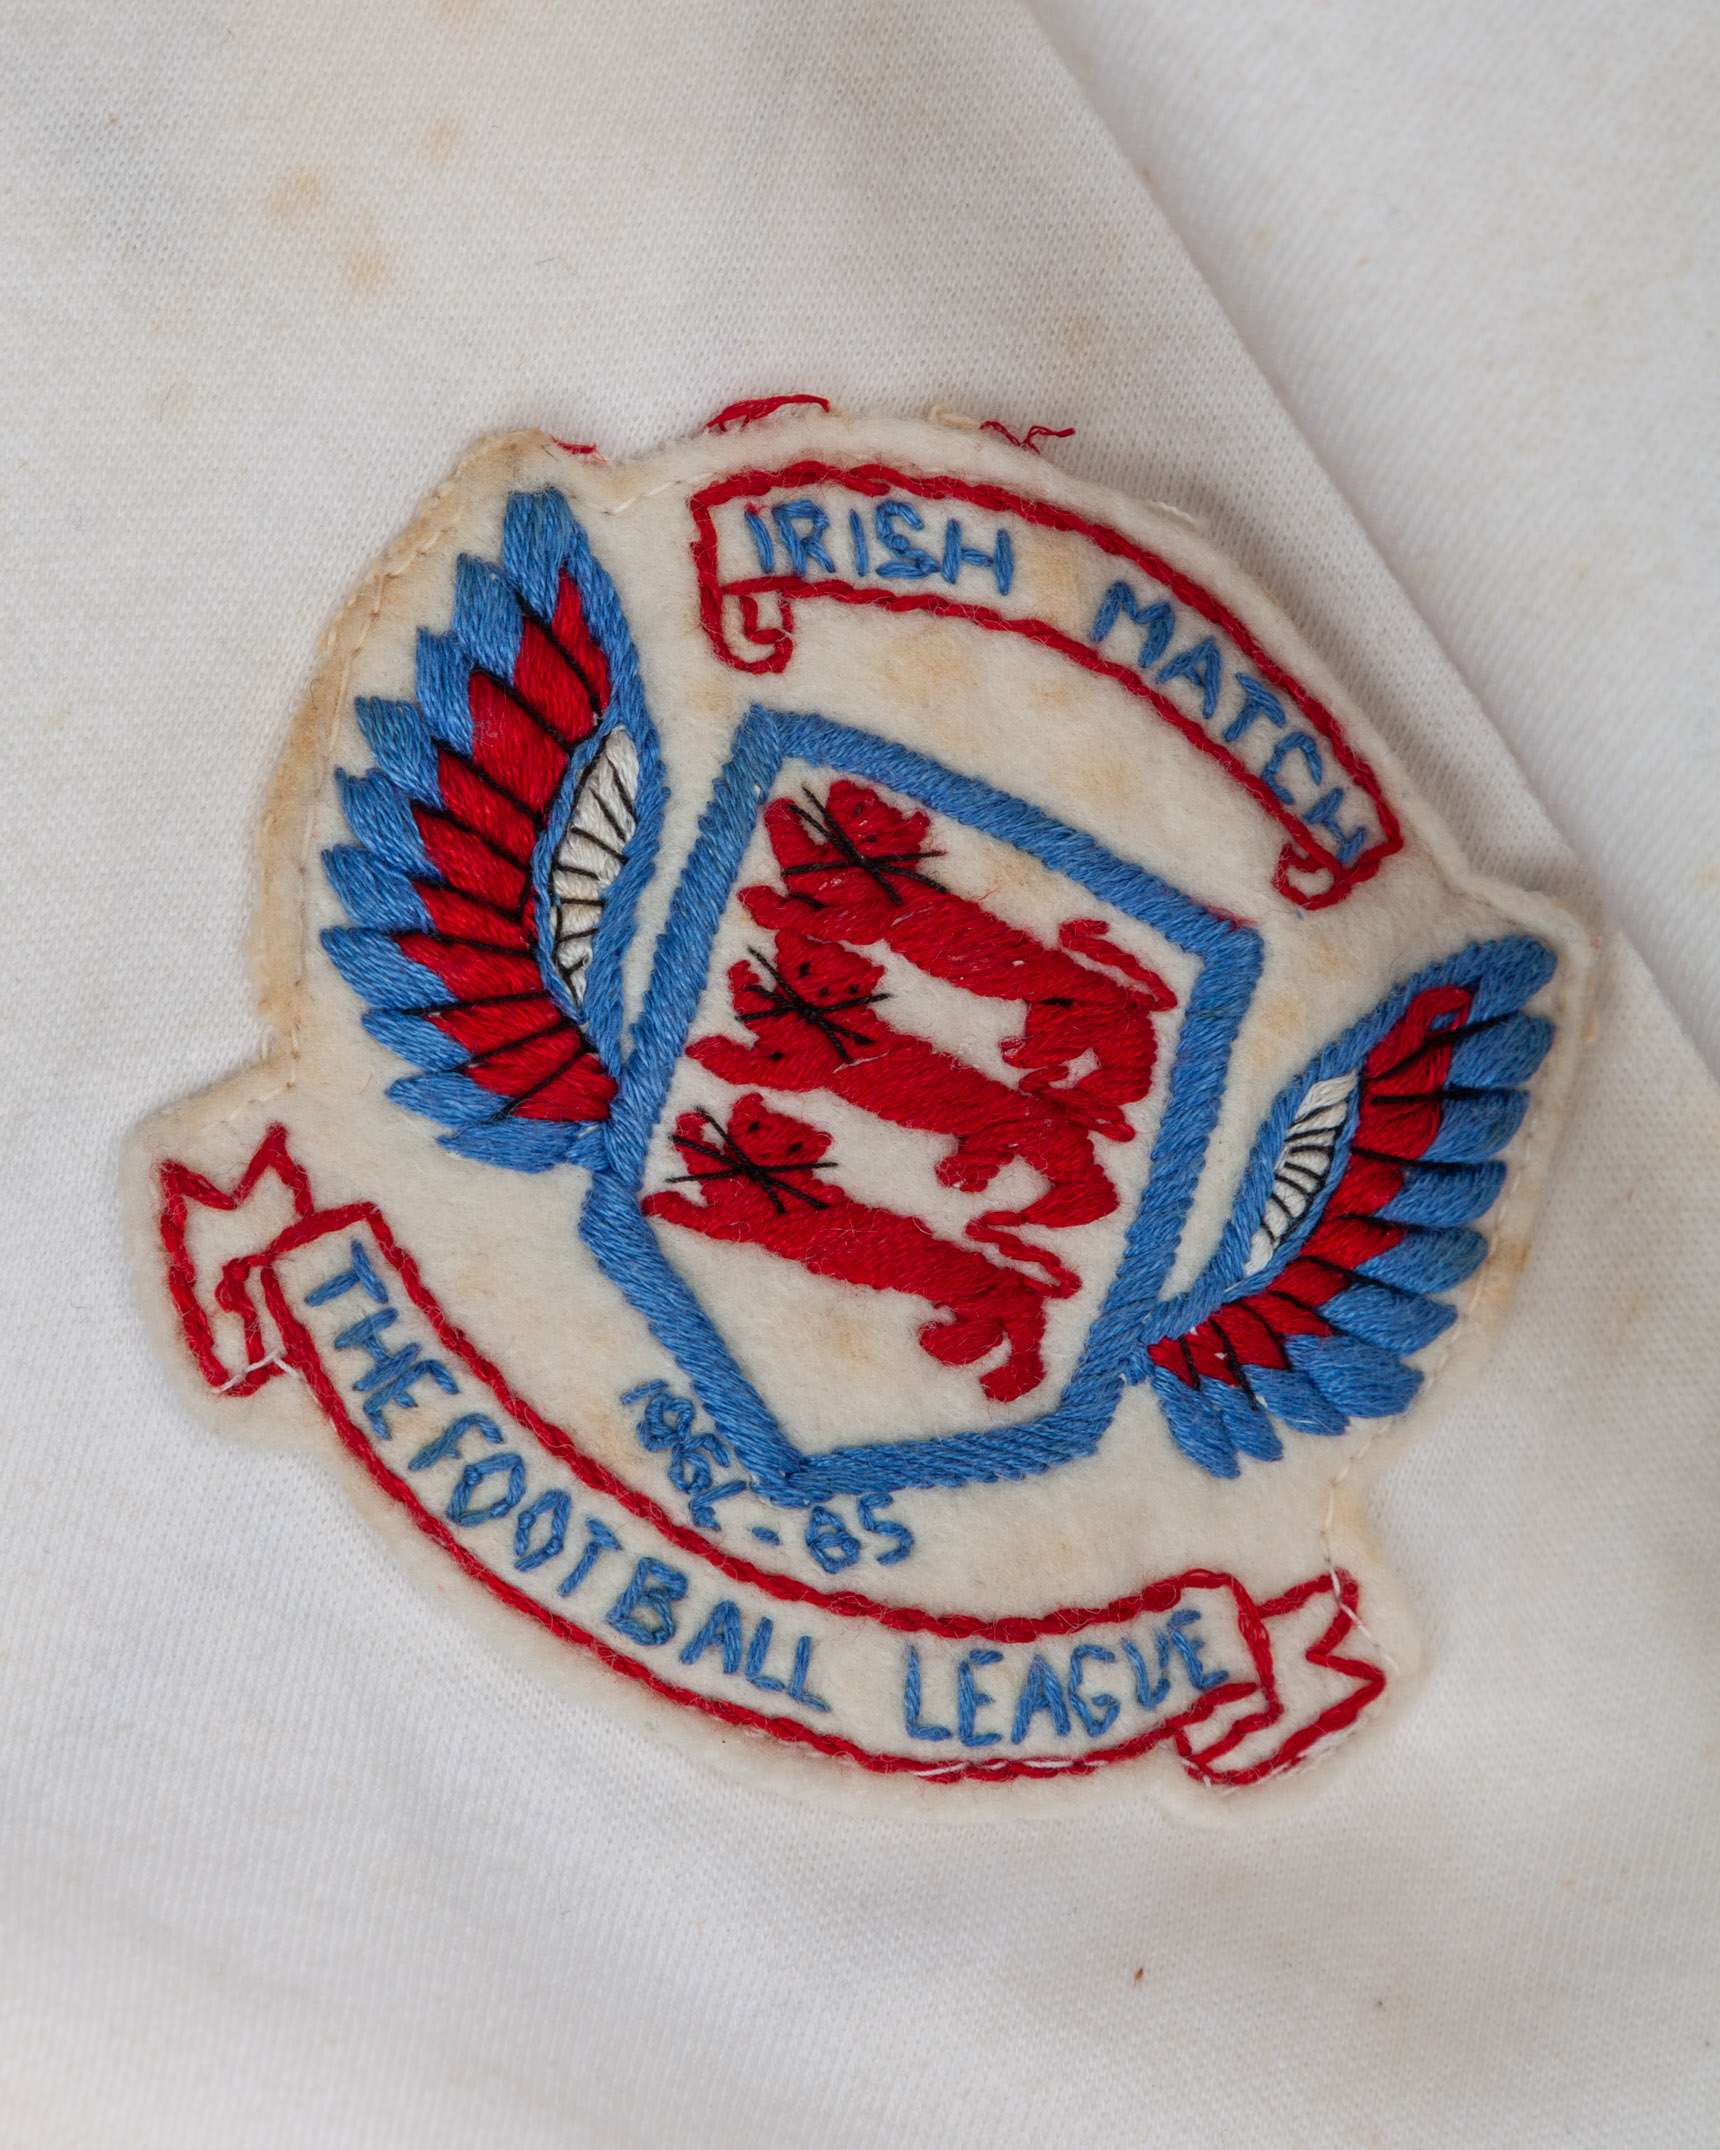 IRISH MATCH
1964-65
THE FOOTBALL LEAGUE